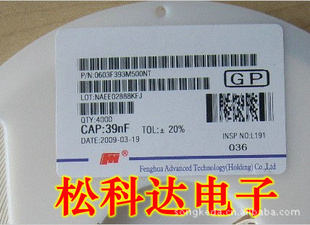 P/N:0603F393M500NT
GP
LOT:NAEE02888KFJ
QTY:4000
CAP:39nF TOL:± 20%
DATE:2009-03-19
INSP NO:L191
036
Fenghua Advanced Technology(Holding) Co.,Ltd
松科达电子